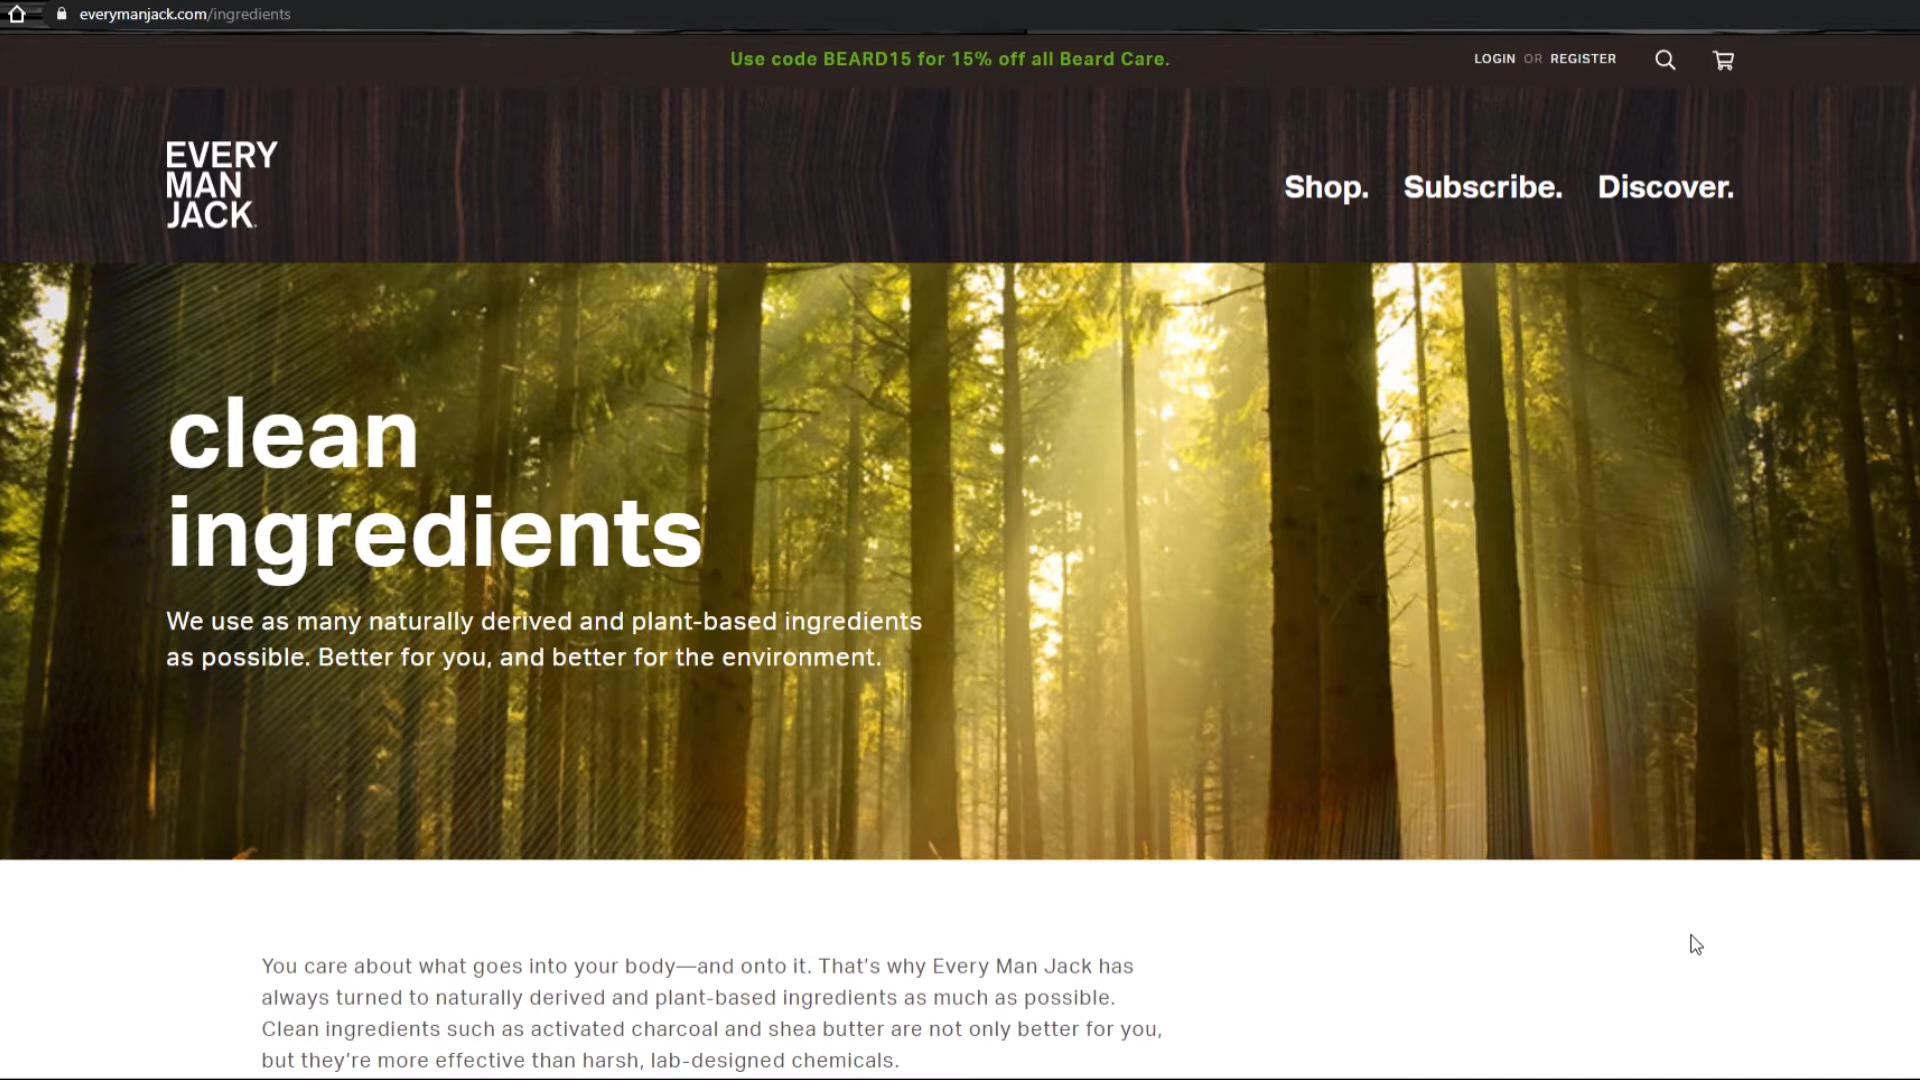 everymanjack.com/ingredients
Use code BEARD15 for 15% off all Beard Care.
LOGIN OR REGISTER
EVERY
MAN
JACK.
Shop. Subscribe. Discover.
clean
ingredients
We use as many naturally derived and plant-based ingredients
as possible. Better for you, and better for the environment.
You care about what goes into your body—and onto it. That’s why Every Man Jack has
always turned to naturally derived and plant-based ingredients as much as possible.
Clean ingredients such as activated charcoal and shea butter are not only better for you,
but they’re more effective than harsh, lab-designed chemicals.